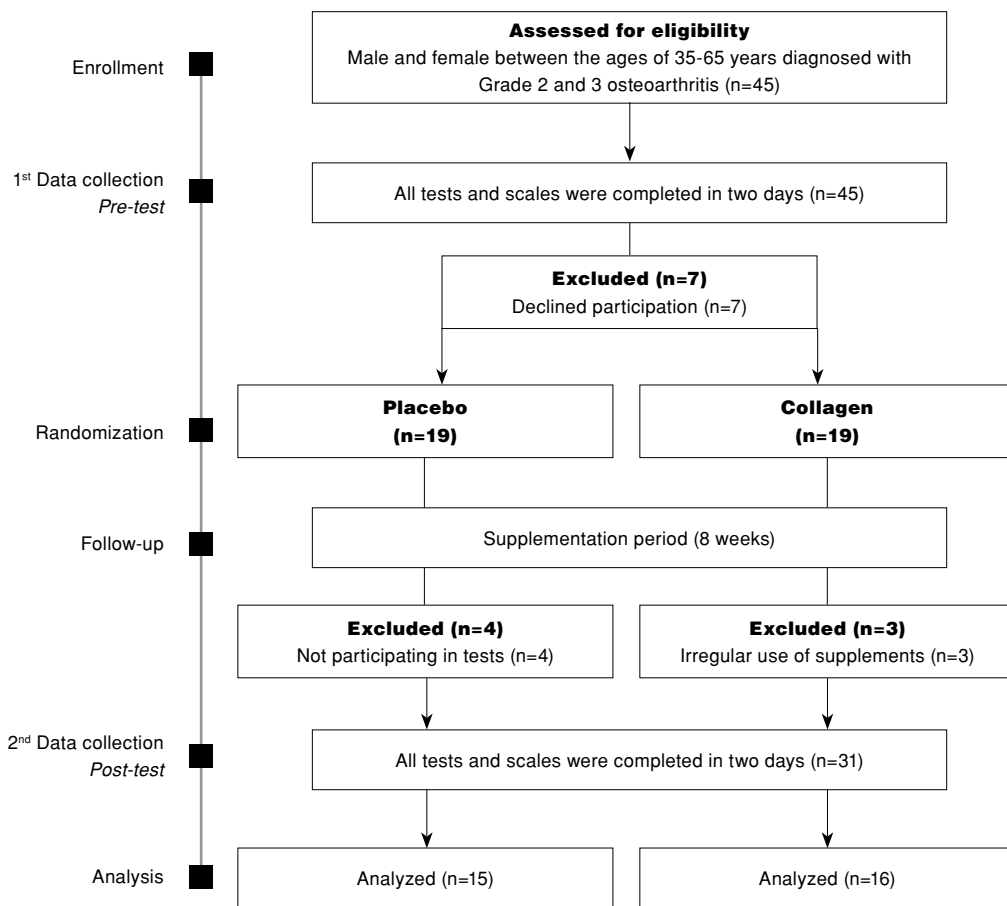 Assessed for eligibility
Male and female between the ages of 35-65 years diagnosed with
Grade 2 and 3 osteoarthritis (n=45)
Enrollment
1st Data collection
Pre-test
All tests and scales were completed in two days (n=45)
Excluded (n=7)
Declined participation (n=7)
Randomization
Placebo
(n=19)
Collagen
(n=19)
Follow-up
Supplementation period (8 weeks)
Excluded (n=4)
Not participating in tests (n=4)
Excluded (n=3)
Irregular use of supplements (n=3)
2nd Data collection
Post-test
All tests and scales were completed in two days (n=31)
Analysis
Analyzed (n=15)
Analyzed (n=16)